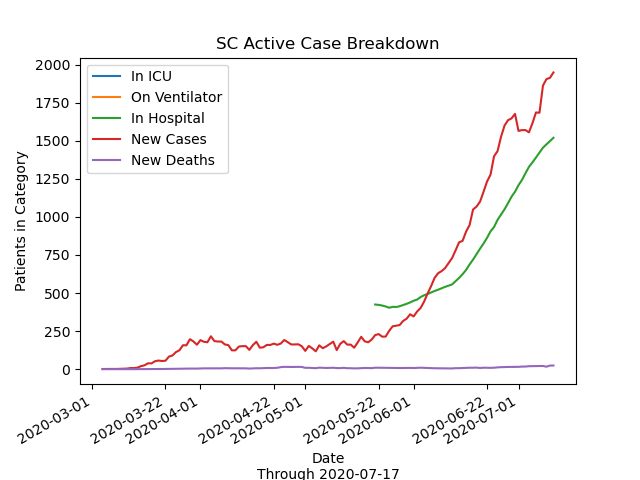 SC Active Case Breakdown
In ICU
On Ventilator
In Hospital
New Cases
New Deaths
Patients in Category
2000
1750
1500
1250
1000
750
500
250
0
2020-03-01
2020-03-22
2020-04-01
2020-04-22
2020-05-01
2020-05-22
2020-06-01
2020-06-22
2020-07-01
Date
Through 2020-07-17